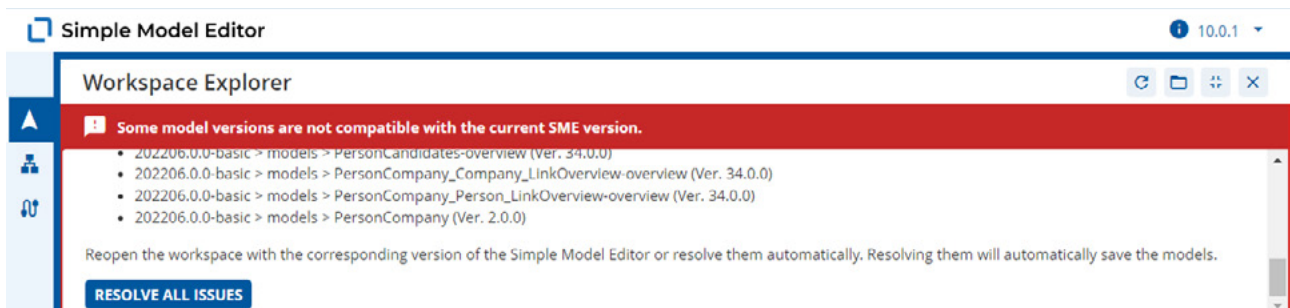 Simple Model Editor
10.0.1
Workspace Explorer
Some model versions are not compatible with the current SME version.
• 202206.0.0-basic > models > PersonCandidates-overview (Ver. 34.0.0)
• 202206.0.0-basic > models > PersonCompany_Company_LinkOverview-overview (Ver. 34.0.0)
• 202206.0.0-basic > models > PersonCompany_Person_LinkOverview-overview (Ver. 34.0.0)
• 202206.0.0-basic > models > PersonCompany (Ver. 2.0.0)
Reopen the workspace with the corresponding version of the Simple Model Editor or resolve them automatically. Resolving them will automatically save the models.
RESOLVE ALL ISSUES